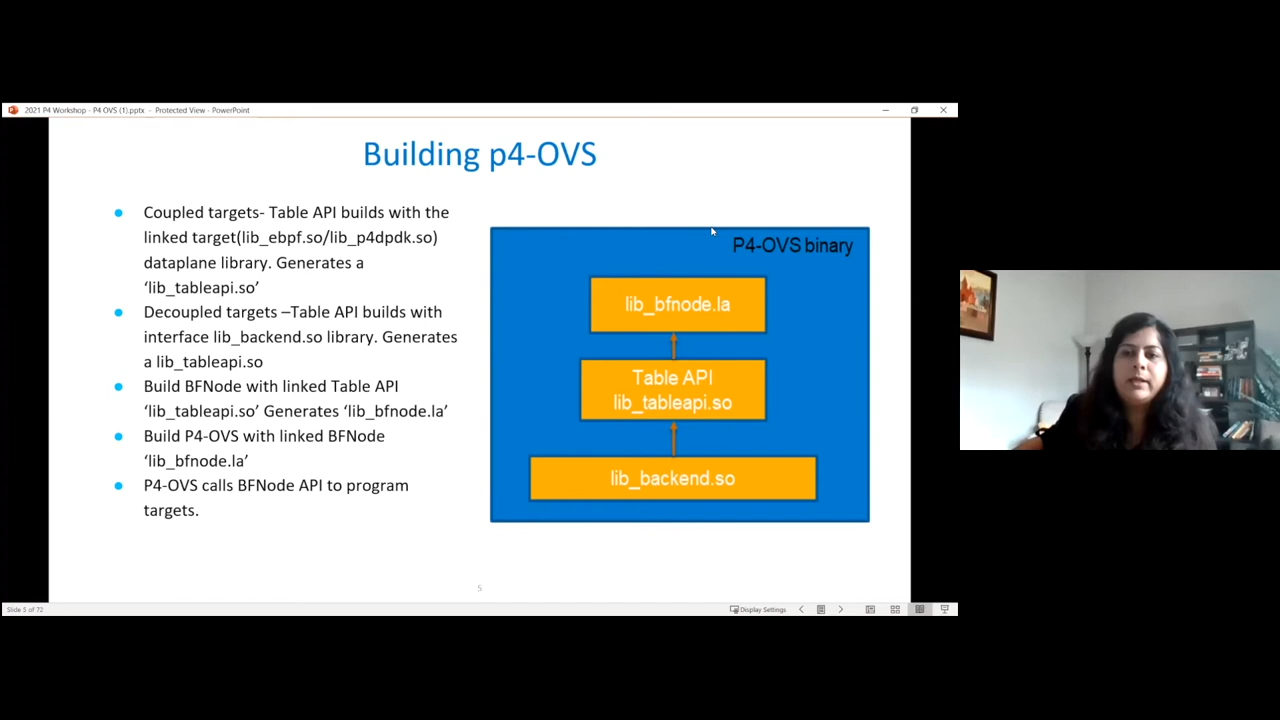 2021 P4 Workshop - P4 OVS (1).pptx - Protected View - PowerPoint
Building p4-OVS
Coupled targets- Table API builds with the
linked target(lib_ebpf.so/lib_p4dpdk.so)
dataplane library. Generates a
‘lib_tableapi.so’
Decoupled targets –Table API builds with
interface lib_backend.so library. Generates
a lib_tableapi.so
Build BFNode with linked Table API
‘lib_tableapi.so’ Generates ‘lib_bfnode.la’
Build P4-OVS with linked BFNode
‘lib_bfnode.la’
P4-OVS calls BFNode API to program
targets.
P4-OVS binary
lib_bfnode.la
Table API
lib_tableapi.so
lib_backend.so
5
Slide 5 of 72
Display Settings